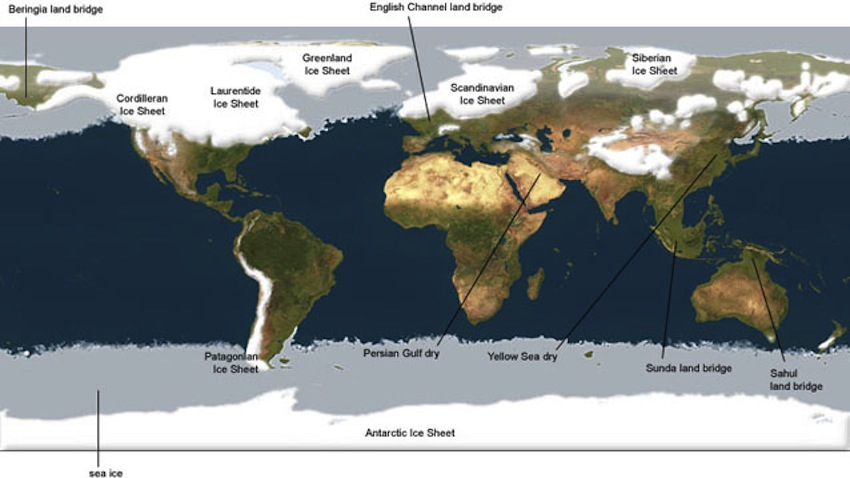 Beringia land bridge
English Channel land bridge
Greenland
Ice Sheet
Siberian
Ice Sheet
Cordilleran
Ice Sheet
Laurentide
Ice Sheet
Scandinavian
Ice Sheet
Patagonian
Ice Sheet
Persian Gulf dry
Yellow Sea dry
Sunda land bridge
Sahul
land bridge
Antarctic Ice Sheet
sea ice